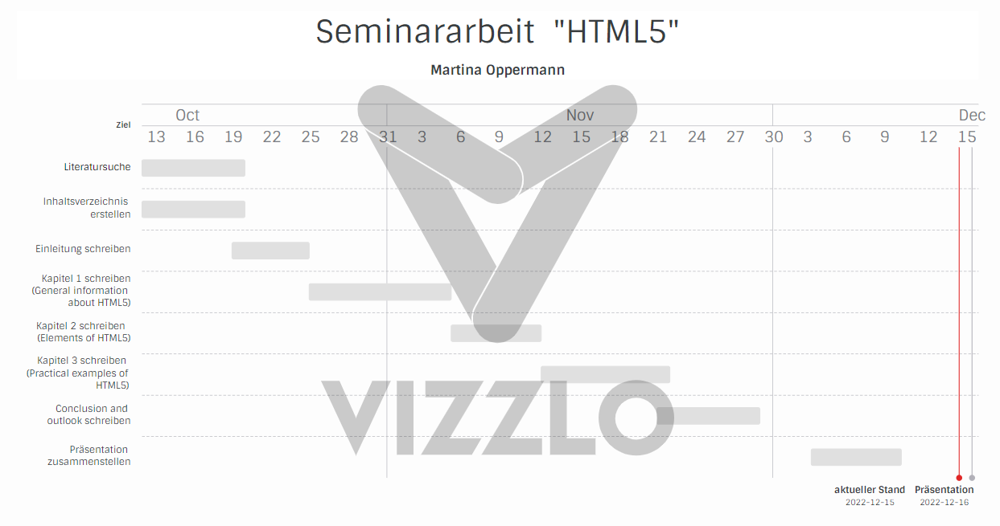 Seminararbeit "HTML5"
Martina Oppermann
Oct Nov Dec
Ziel
13 16 19 22 25 28 31 3 6 9 12 15 18 21 24 27 30 3 6 9 12 15
Literatursuche
Inhaltsverzeichnis
erstellen
Einleitung schreiben
Kapitel 1 schreiben
(General information
about HTML5)
Kapitel 2 schreiben
(Elements of HTML5)
Kapitel 3 schreiben
(Practical examples of
HTML5)
Conclusion and
outlook schreiben
Präsentation
zusammenstellen
VIZZLO
aktueller Stand Präsentation
2022-12-15 2022-12-16